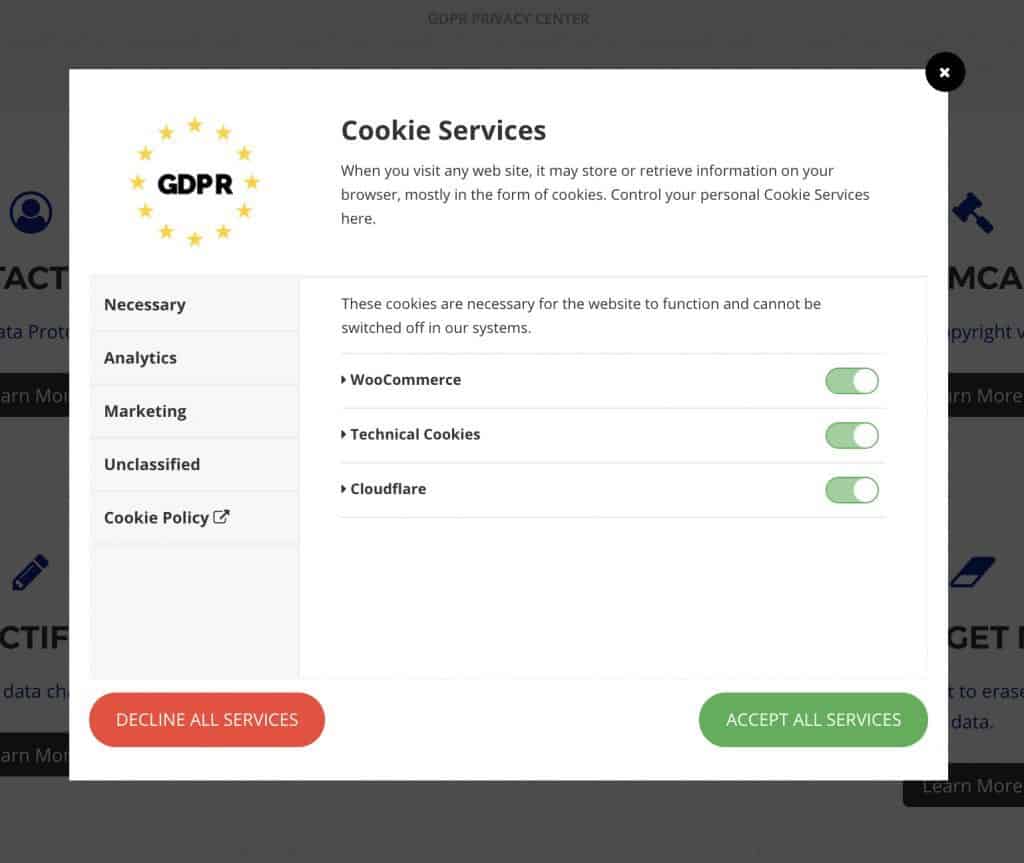 GDPR PRIVACY CENTER
GDPR
Cookie Services
When you visit any web site, it may store or retrieve information on your
browser, mostly in the form of cookies. Control your personal Cookie Services
here.
Necessary
Analytics
Marketing
Unclassified
Cookie Policy
These cookies are necessary for the website to function and cannot be
switched off in our systems.
WooCommerce
Technical Cookies
Cloudflare
DECLINE ALL SERVICES
ACCEPT ALL SERVICES
TACT
ata Prote
arn Mor
CTIF
data cha
arn Mor
MCA
pyright v
rn More
GET
t to erase
data.
Learn More